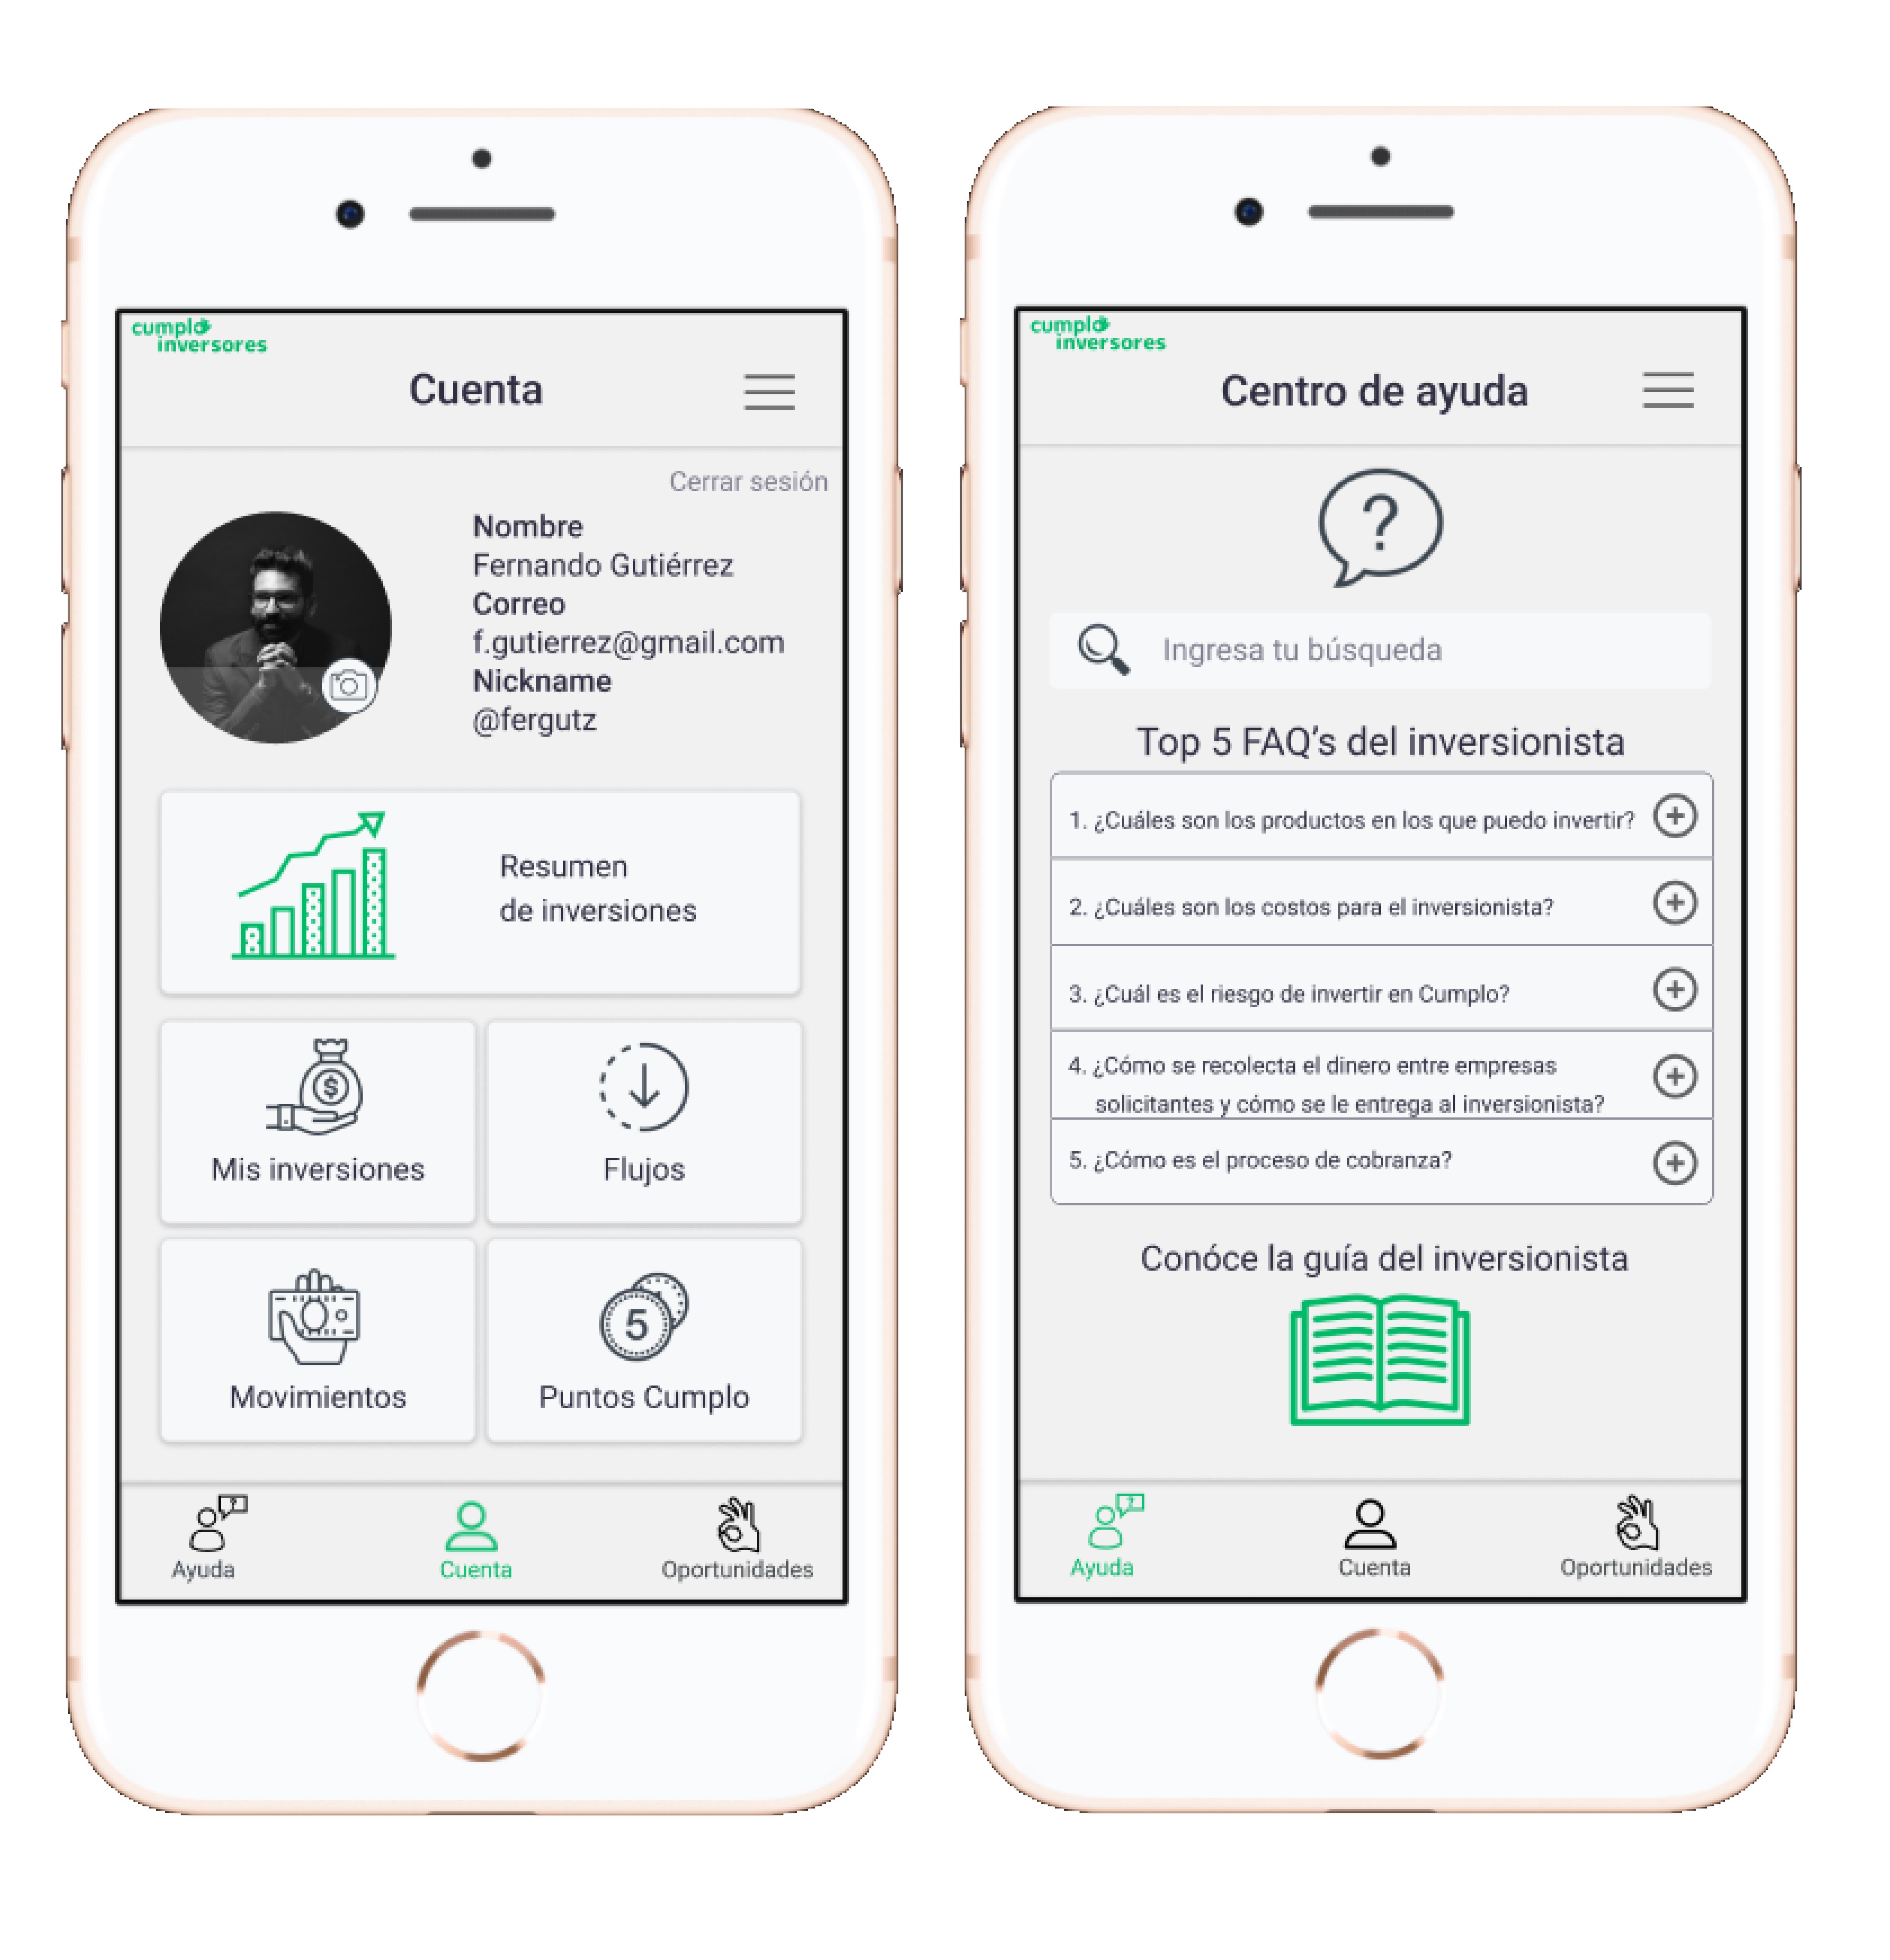 cumplo
inversores
Cuenta
Cerrar sesión
Nombre
Fernando Gutiérrez
Correo
f.gutierrez@gmail.com
Nickname
@fergutz
Resumen
de inversiones
$
Mis inversiones
Flujos
Movimientos
5
Puntos Cumplo
?
Ayuda
Cuenta
Oportunidades
cumplo
inversores
Centro de ayuda
?
Ingresa tu búsqueda
Top 5 FAQ’s del inversionista
1. ¿Cuáles son los productos en los que puedo invertir?
2. ¿Cuáles son los costos para el inversionista?
3. ¿Cuál es el riesgo de invertir en Cumplo?
4. ¿Cómo se recolecta el dinero entre empresas
solicitantes y cómo se le entrega al inversionista?
5. ¿Cómo es el proceso de cobranza?
Conóce la guía del inversionista
?
Ayuda
Cuenta
Oportunidades